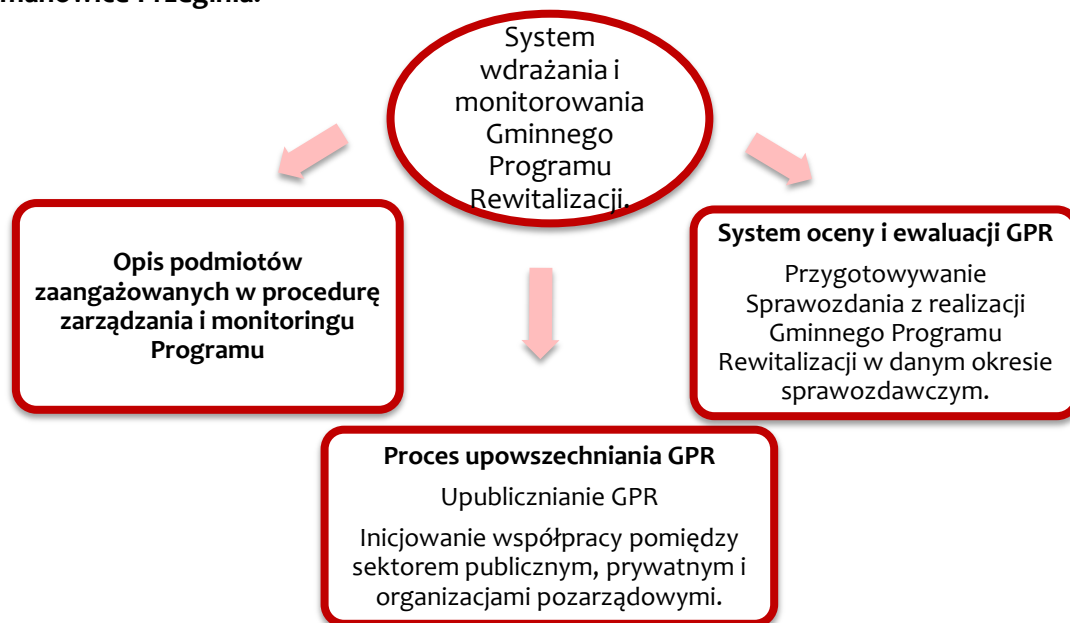 System
wdrażania i
monitorowania
Gminnego
Programu
Rewitalizacji.
Opis podmiotów
zaangażowanych w procedurę
zarządzania i monitoringu
Programu
System oceny i ewaluacji GPR
Przygotowywanie
Sprawozdania z realizacji
Gminnego Programu
Rewitalizacji w danym okresie
sprawozdawczym.
Proces upowszechniania GPR
Upublicznianie GPR
Inicjowanie współpracy pomiędzy
sektorem publicznym, prywatnym i
organizacjami pozarządowymi.